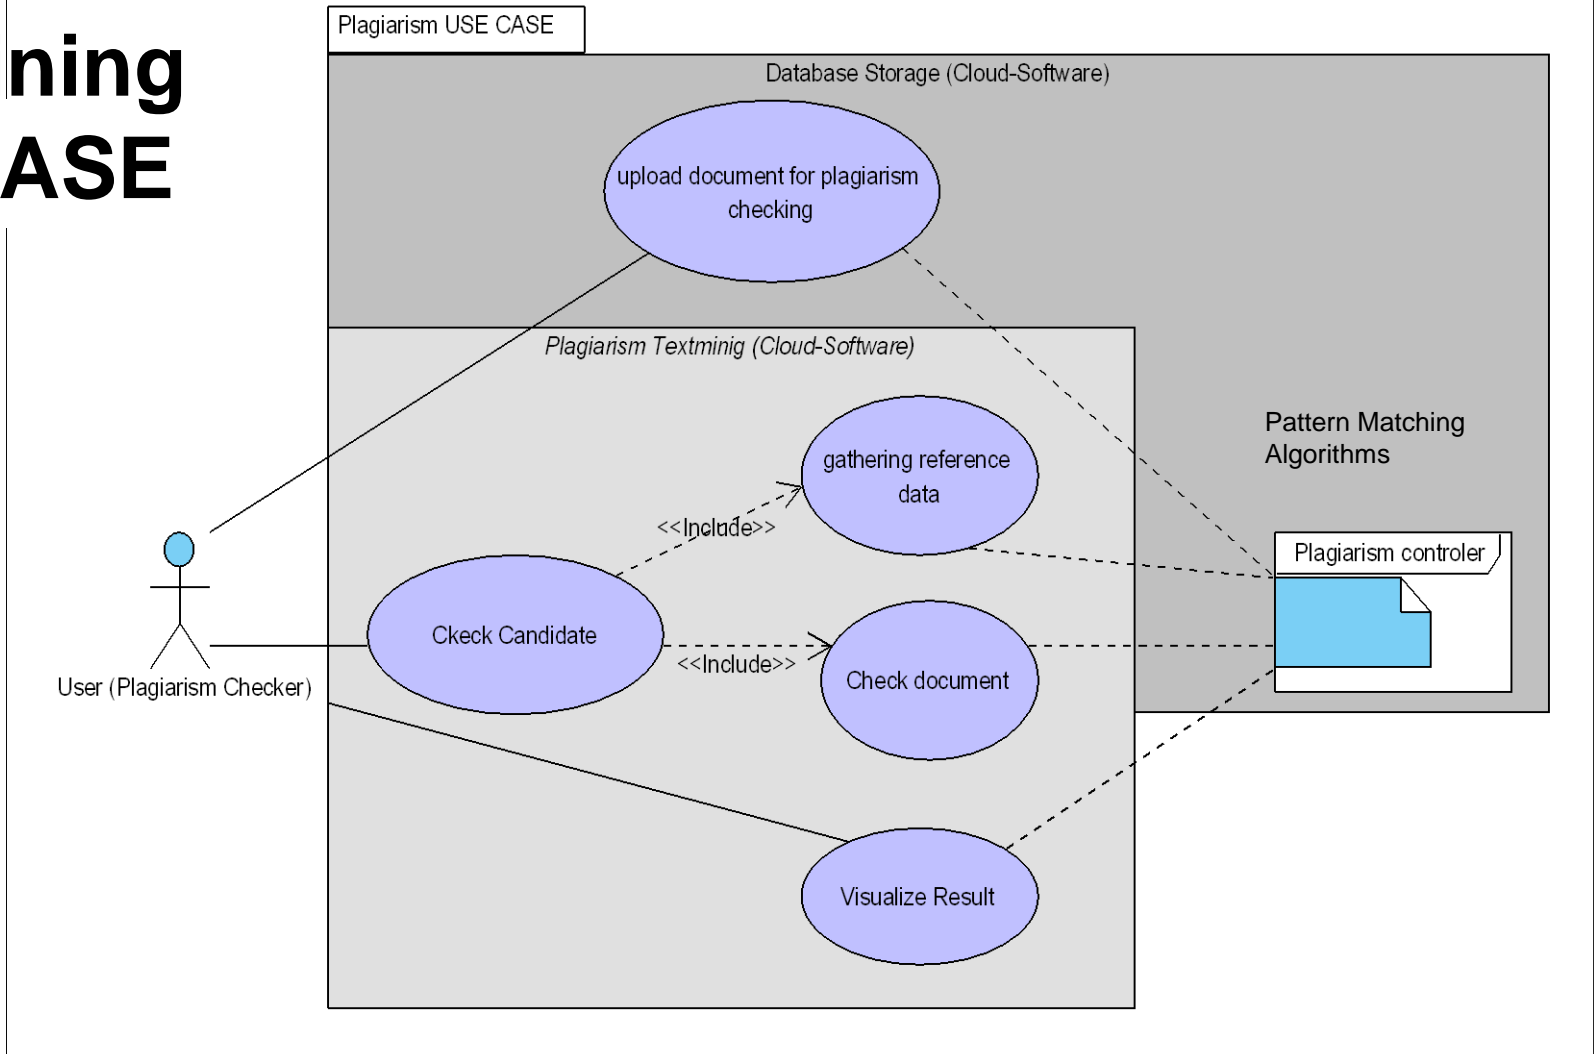 ning
ASE
Plagiarism USE CASE
Database Storage (Cloud-Software)
upload document for plagiarism
checking
Plagiarism Textminig (Cloud-Software)
gathering reference
data
Pattern Matching
Algorithms
<<Include>>
Plagiarism controler
Ckeck Candidate
<<Include>>
Check document
User (Plagiarism Checker)
Visualize Result